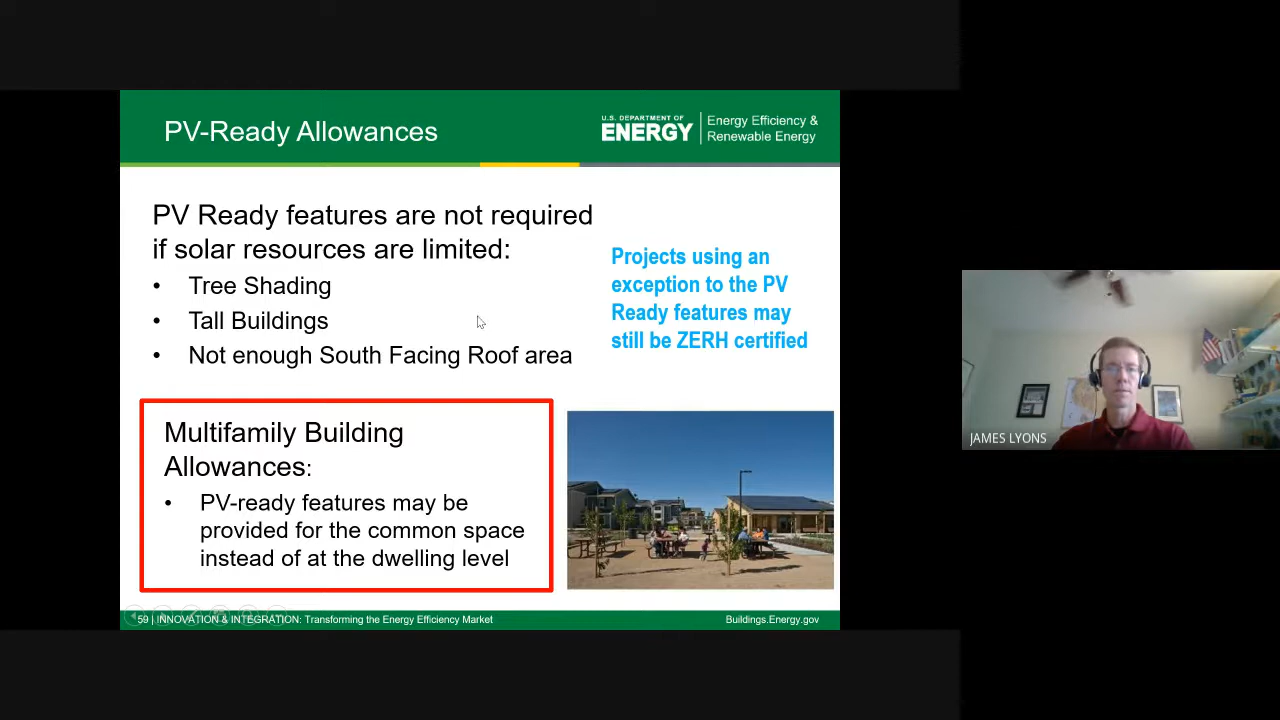 PV-Ready Allowances
U.S. DEPARTMENT OF
ENERGY
Energy Efficiency &
Renewable Energy
PV Ready features are not required
if solar resources are limited:
• Tree Shading
• Tall Buildings
• Not enough South Facing Roof area
Projects using an
exception to the PV
Ready features may
still be ZERH certified
Multifamily Building
Allowances:
• PV-ready features may be
provided for the common space
instead of at the dwelling level
59 | INNOVATION & INTEGRATION: Transforming the Energy Efficiency Market
Buildings.Energy.gov
JAMES LYONS